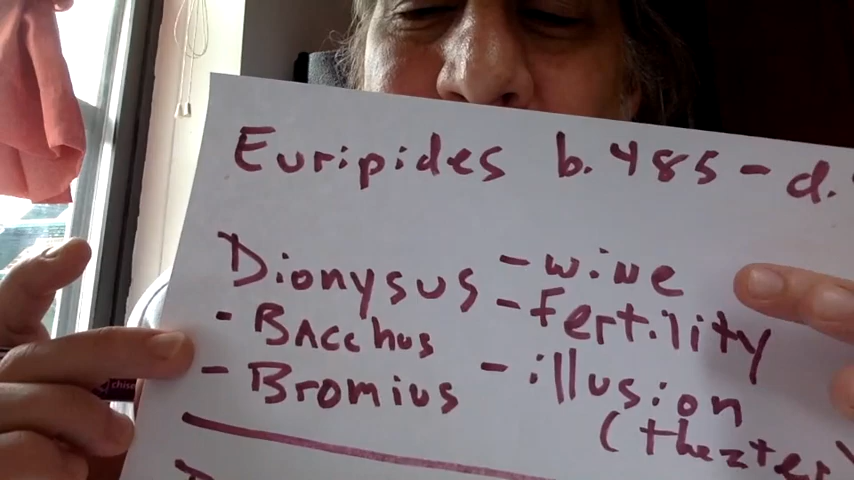 Euripides b. 485 - d.
Dionysus - wine
- fertility
- Bacchus
- Bromius - illusion
(theater)